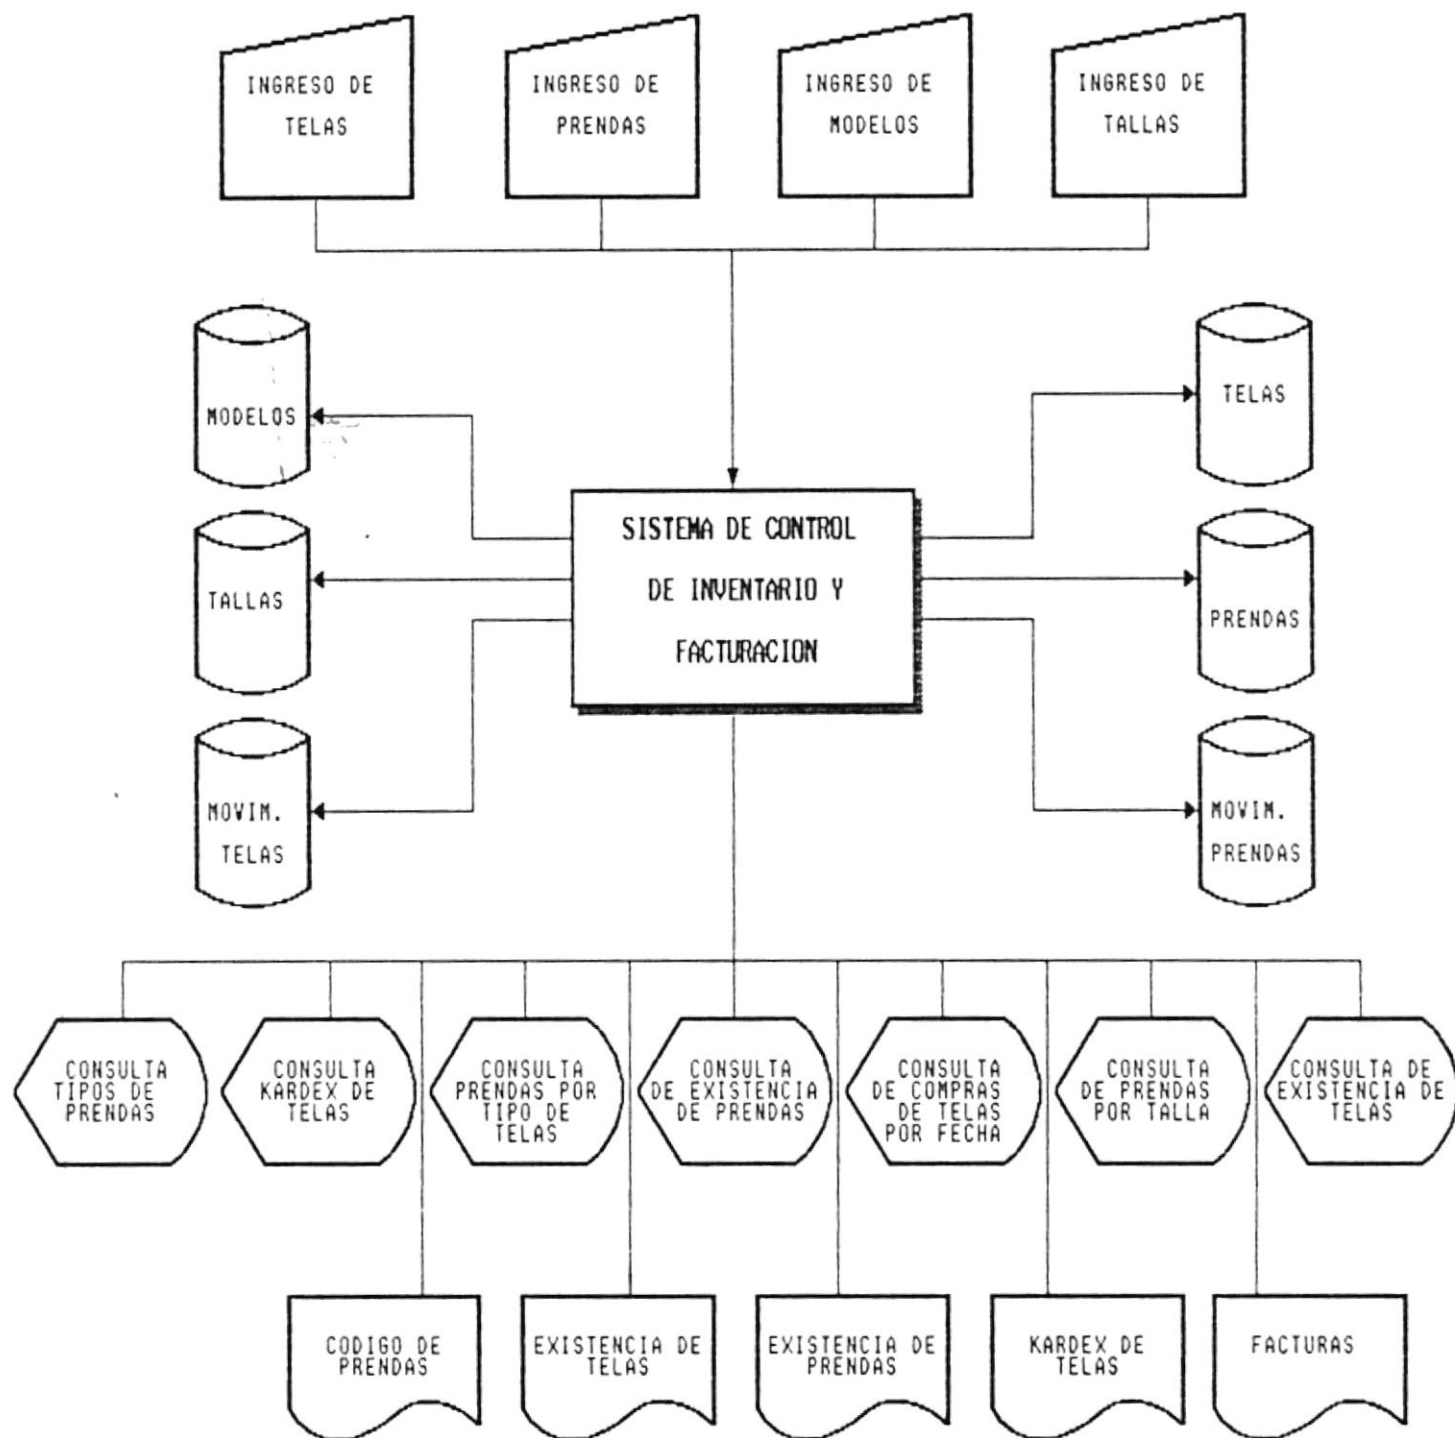 INGRESO DE
TELAS
INGRESO DE
PRENDAS
INGRESO DE
MODELOS
INGRESO DE
TALLAS
MODELOS
TELAS
SISTEMA DE CONTROL
DE INVENTARIO Y
FACTURACION
TALLAS
PRENDAS
MOVIM.
TELAS
MOVIM.
PRENDAS
CONSULTA
TIPOS DE
PRENDAS
CONSULTA
KARDEX DE
TELAS
CONSULTA
PRENDAS POR
TIPO DE
TELAS
CONSULTA
DE EXISTENCIA
DE PRENDAS
CONSULTA
DE COMPRAS
DE TELAS
POR FECHA
CONSULTA
DE PRENDAS
POR TALLA
CONSULTA DE
EXISTENCIA DE
TELAS
CODIGO DE
PRENDAS
EXISTENCIA DE
TELAS
EXISTENCIA DE
PRENDAS
KARDEX DE
TELAS
FACTURAS